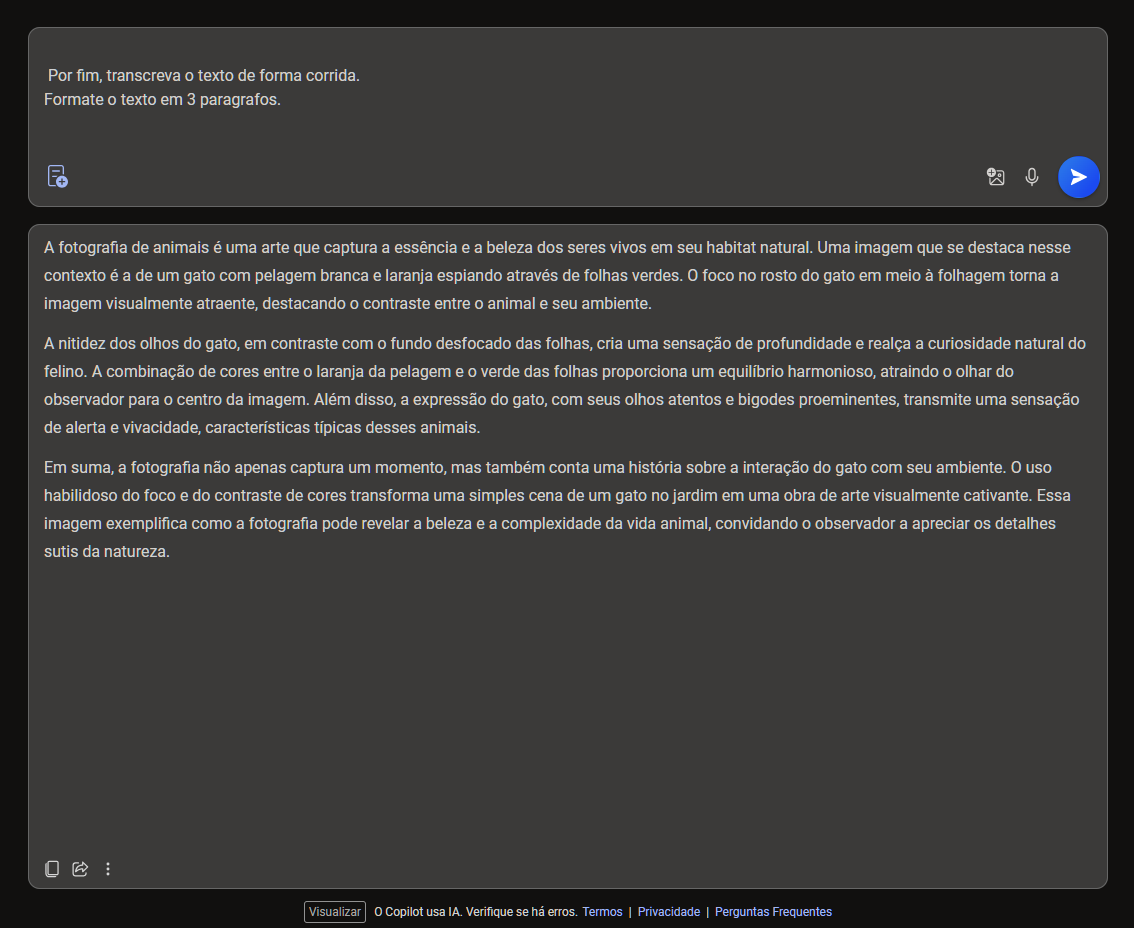 Por fim, transcreva o texto de forma corrida.
Formate o texto em 3 paragrafos.
A fotografia de animais é uma arte que captura a essência e a beleza dos seres vivos em seu habitat natural. Uma imagem que se destaca nesse
contexto é a de um gato com pelagem branca e laranja espiando através de folhas verdes. O foco no rosto do gato em meio à folhagem torna a
imagem visualmente atraente, destacando o contraste entre o animal e seu ambiente.
A nitidez dos olhos do gato, em contraste com o fundo desfocado das folhas, cria uma sensação de profundidade e realça a curiosidade natural do
felino. A combinação de cores entre o laranja da pelagem e o verde das folhas proporciona um equilíbrio harmonioso, atraindo o olhar do
observador para o centro da imagem. Além disso, a expressão do gato, com seus olhos atentos e bigodes proeminentes, transmite uma sensação
de alerta e vivacidade, características típicas desses animais.
Em suma, a fotografia não apenas captura um momento, mas também conta uma história sobre a interação do gato com seu ambiente. O uso
habilidoso do foco e do contraste de cores transforma uma simples cena de um gato no jardim em uma obra de arte visualmente cativante. Essa
imagem exemplifica como a fotografia pode revelar a beleza e a complexidade da vida animal, convidando o observador a apreciar os detalhes
sutis da natureza.
Visualizar O Copilot usa IA. Verifique se há erros. Termos | Privacidade | Perguntas Frequentes